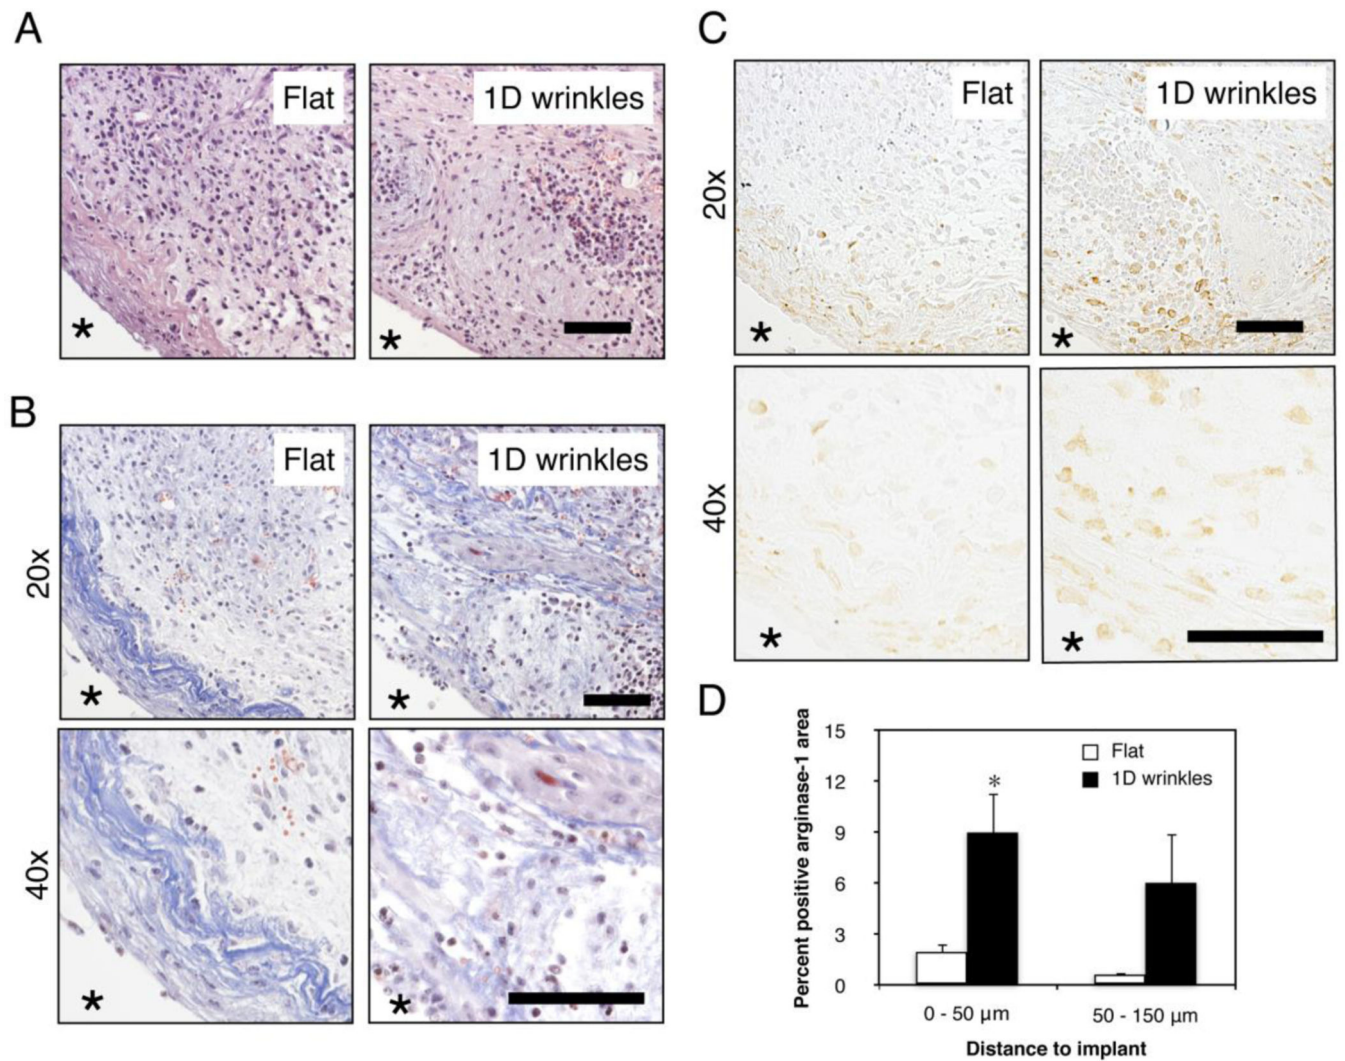 A
Flat
1D wrinkles
*
*
B
Flat
1D wrinkles
20x
*
*
40x
*
*
C
Flat
1D wrinkles
20x
*
*
40x
*
*
D
Percent positive arginase-1 area
15
12
9
6
3
0
Flat
1D wrinkles
*
0 - 50 µm
50 - 150 µm
Distance to implant